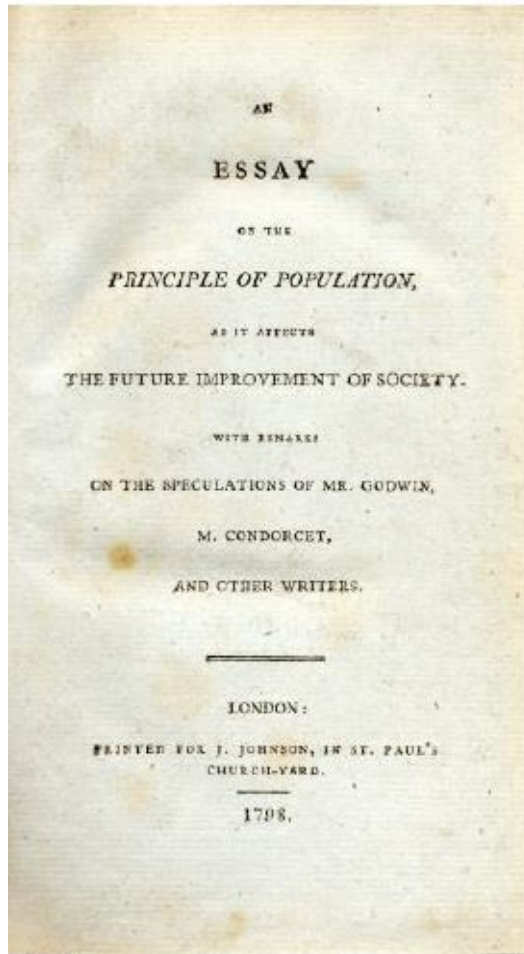 AN
ESSAY
ON THE
PRINCIPLE OF POPULATION,
AS IT AFFECTS
THE FUTURE IMPROVEMENT OF SOCIETY.
WITH REMARKS
ON THE SPECULATIONS OF MR. GODWIN,
M. CONDORCET,
AND OTHER WRITERS.
LONDON:
PRINTED FOR J. JOHNSON, IN ST. PAUL'S
CHURCH-YARD.
1798.